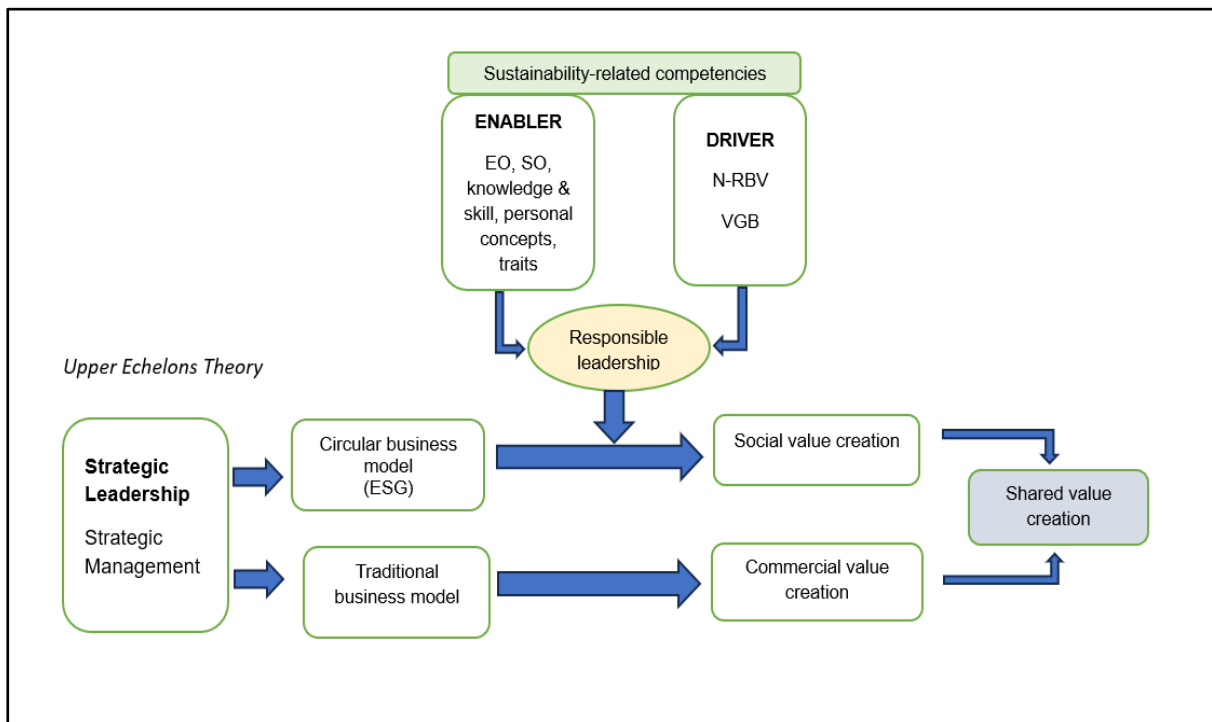 Sustainability-related competencies
ENABLER
EO, SO,
knowledge &
skill, personal
concepts,
traits
DRIVER
N-RBV
VGB
Responsible
leadership
Upper Echelons Theory
Strategic
Leadership
Strategic
Management
Circular business
model
(ESG)
Traditional
business model
Social value creation
Commercial value
creation
Shared value
creation